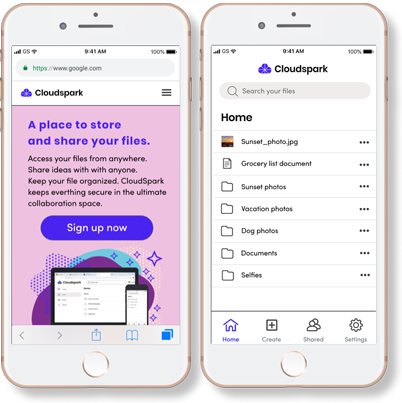 GS 9:41 AM 100%
https://www.google.com
Cloudspark
A place to store
and share your files.
Access your files from anywhere.
Share ideas with with anyone.
Keep your file organized. CloudSpark
keeps everthing secure in the ultimate
collaboration space.
Sign up now
Cloudspark
Home
GS 9:41 AM 100%
Cloudspark
Search your files
Home
Sunset_photo.jpg
Grocery list document
Sunset photos
Vacation photos
Dog photos
Documents
Selfies
Home Create Shared Settings